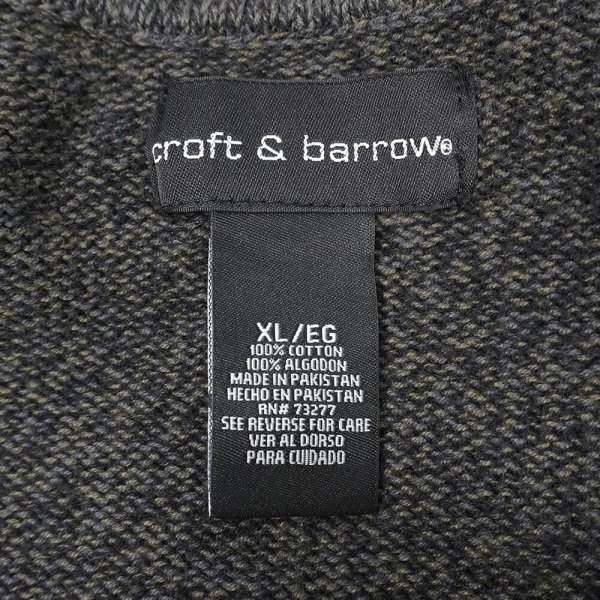 croft & barrow®
XL/EG
100% COTTON
100% ALGODON
MADE IN PAKISTAN
HECHO EN PAKISTAN
RN# 73277
SEE REVERSE FOR CARE
VER AL DORSO
PARA CUIDADO